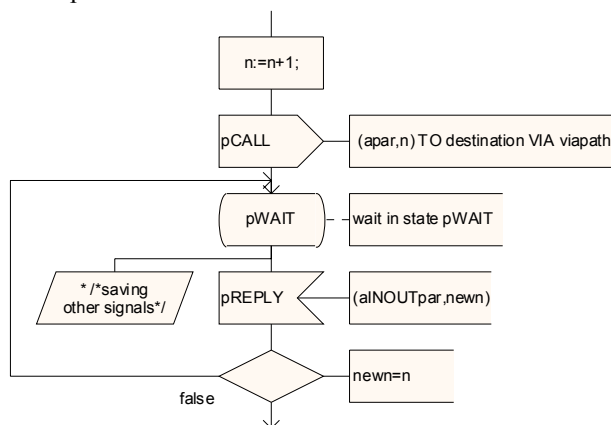 n:=n+1;
pCALL
(apar,n) TO destination VIA viapath
pWAIT
wait in state pWAIT
* /*saving
other signals*/
pREPLY
(aINOUTpar,newn)
newn=n
false